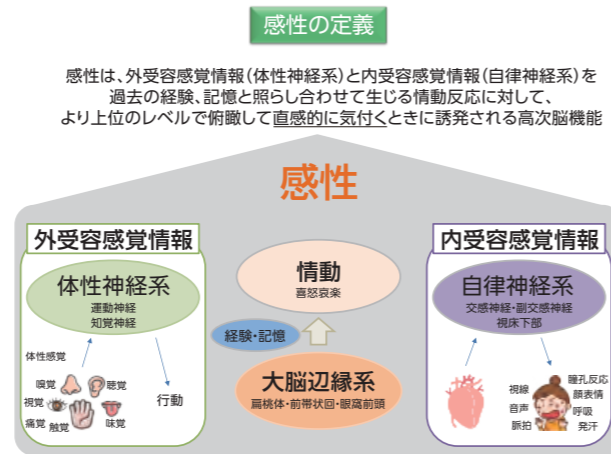 感性の定義
感性は、外受容感覚情報(体性神経系)と内受容感覚情報(自律神経系)を
過去の経験、記憶と照らし合わせて生じる情動反応に対して、
より上位のレベルで俯瞰して直感的に気付くときに誘発される高次脳機能
感性
外受容感覚情報
体性神経系
運動神経
知覚神経
体性感覚
嗅覚
聴覚
視覚
痛覚
触覚
味覚
行動
情動
喜怒哀楽
経験・記憶
大脳辺縁系
扁桃体・前帯状回・眼窩前頭
内受容感覚情報
自律神経系
交感神経・副交感神経
視床下部
視線
音声
脈拍
瞳孔反応
顔表情
呼吸
発汗